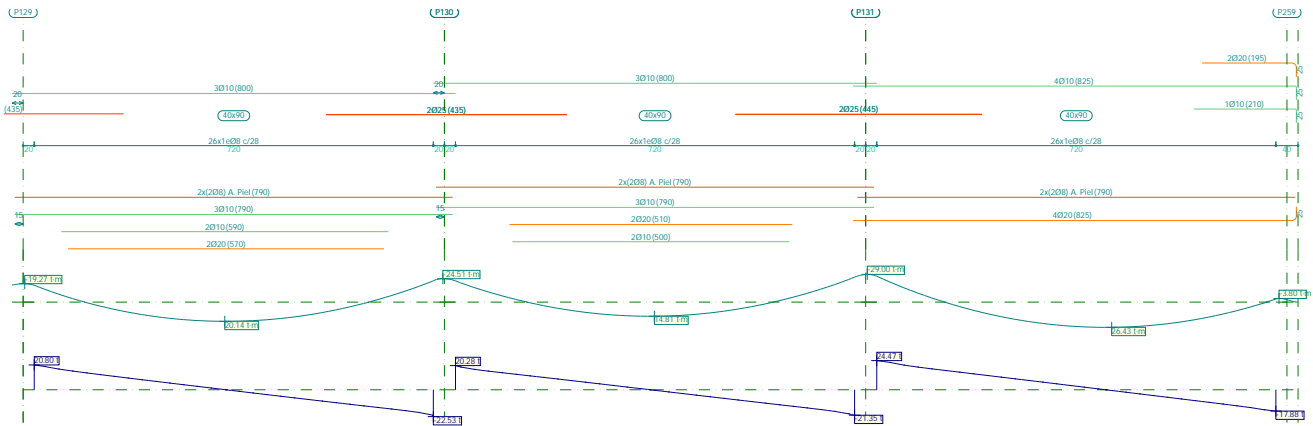 P129 P130 P131 P259
2Ø20 (195)
25
3Ø10 (800) 3Ø10 (800) 4Ø10 (825)
20 20 25
(435) 40x90 2Ø25 (435) 40x90 2Ø25 (445) 40x90 1Ø10 (210)
25
26x1eØ8 c/28 26x1eØ8 c/28 26x1eØ8 c/28
20 720 20 20 720 20 20 720 40
2x(2Ø8) A. Piel (790) 2x(2Ø8) A. Piel (790) 2x(2Ø8) A. Piel (790)
3Ø10 (790) 3Ø10 (790)
15 15 4Ø20 (825) 25
2Ø10 (590) 2Ø20 (510)
2Ø20 (570) 2Ø10 (500)
-19.27 t·m -24.51 t·m -29.00 t·m -3.80 t·m
20.14 t·m 14.81 t·m 26.43 t·m
20.80 t 20.28 t 24.47 t
-22.53 t -21.35 t -17.88 t